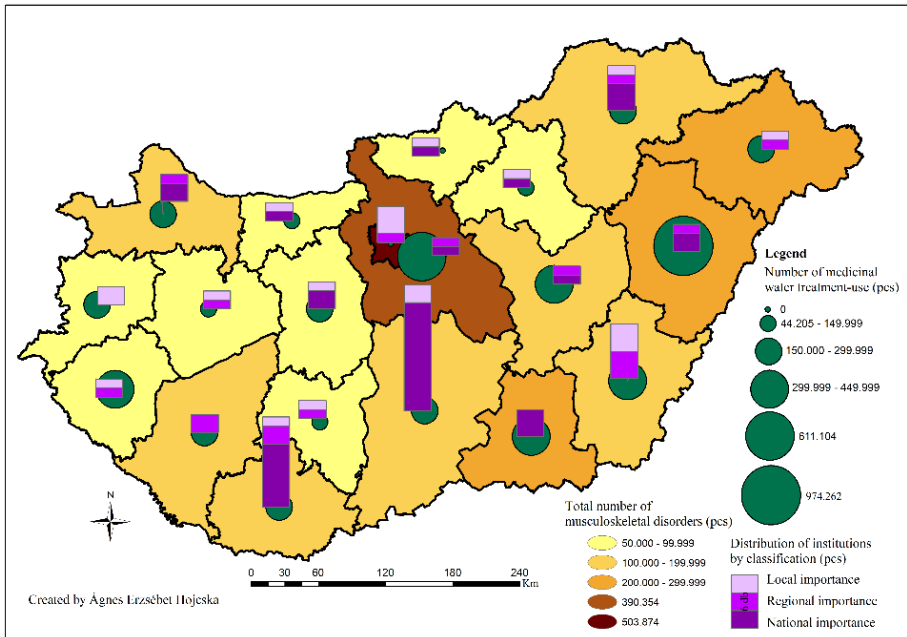 Legend
Number of medicinal
water treatment-use (pcs)
0
44.205 - 149.999
150.000 - 299.999
299.999 - 449.999
611.104
974.262
N
Total number of
musculoskeletal disorders (pcs)
50.000 - 99.999
100.000 - 199.999
200.000 - 299.999
390.354
503.874
Distribution of institutions
by classification (pcs)
Local importance
Regional importance
National importance
0 30 60 120 180 240
Km
Created by Ágnes Erzsébet Hojcska